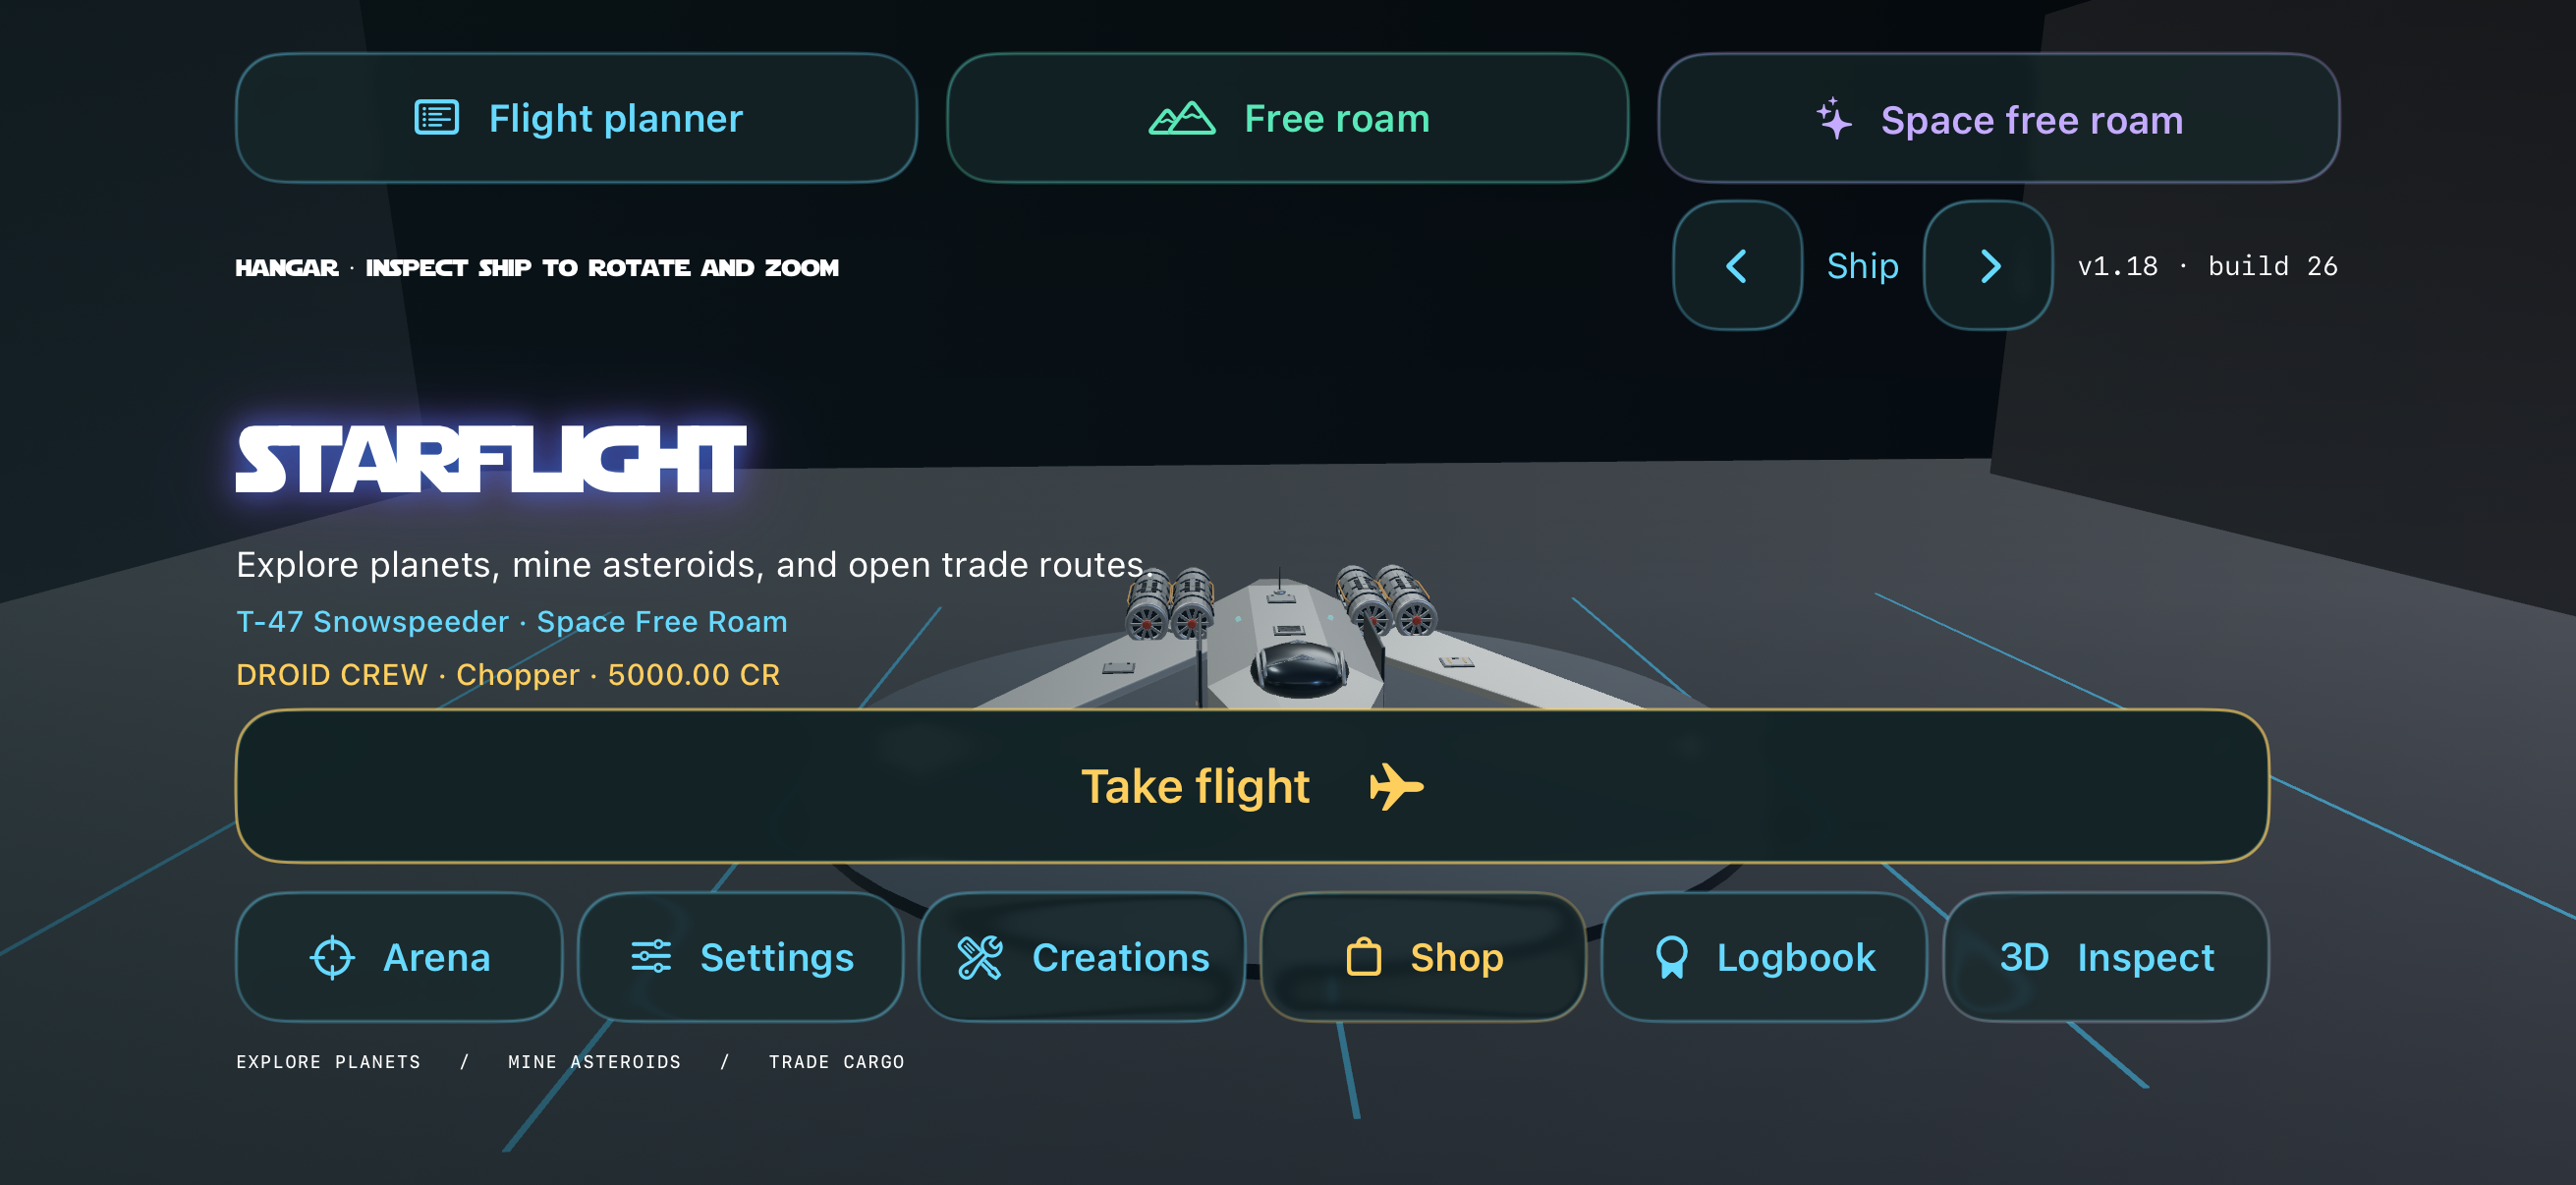 Flight planner
Free roam
Space free roam
HANGAR · INSPECT SHIP TO ROTATE AND ZOOM
Ship
v1.18 · build 26
STARFLIGHT
Explore planets, mine asteroids, and open trade routes.
T-47 Snowspeeder · Space Free Roam
DROID CREW · Chopper · 5000.00 CR
Take flight
Arena
Settings
Creations
Shop
Logbook
3D Inspect
EXPLORE PLANETS / MINE ASTEROIDS / TRADE CARGO